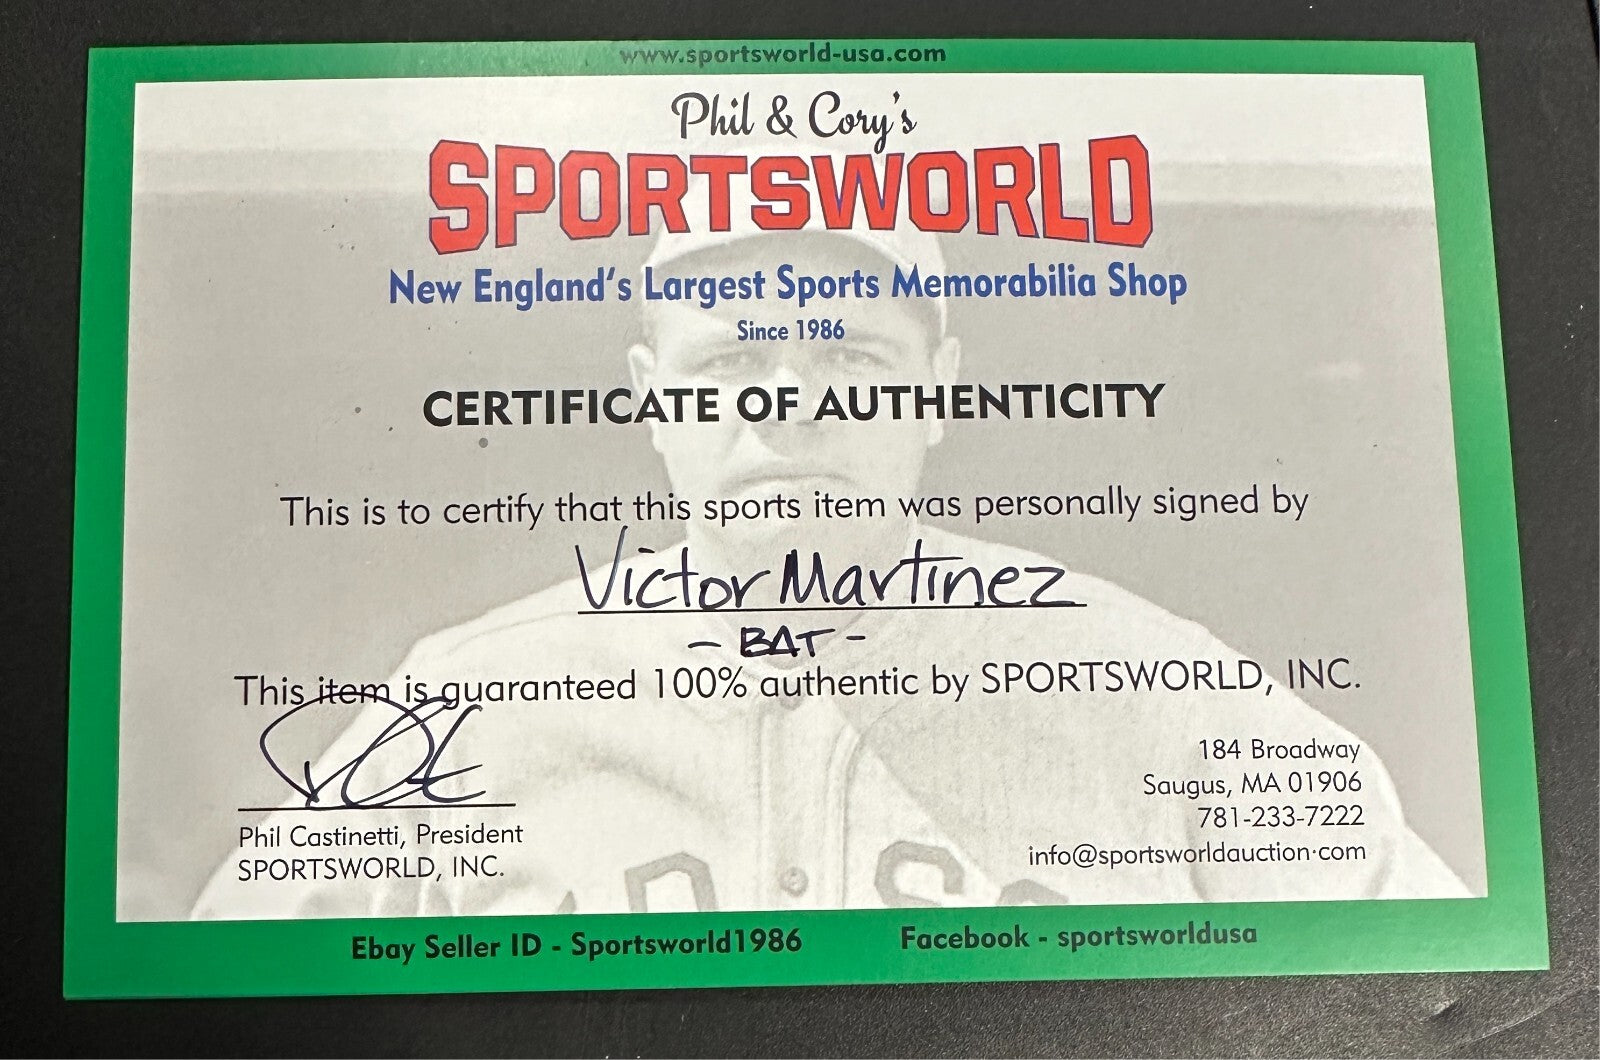 www.sportsworld-usa.com
Phil & Cory's
SPORTSWORLD
New England's Largest Sports Memorabilia Shop
Since 1986
CERTIFICATE OF AUTHENTICITY
This is to certify that this sports item was personally signed by
Victor Martinez
- BAT -
This item is guaranteed 100% authentic by SPORTSWORLD, INC.
Phil Castinetti, President
SPORTSWORLD, INC.
184 Broadway
Saugus, MA 01906
781-233-7222
info@sportsworldauction.com
Ebay Seller ID - Sportsworld1986
Facebook - sportsworldusa